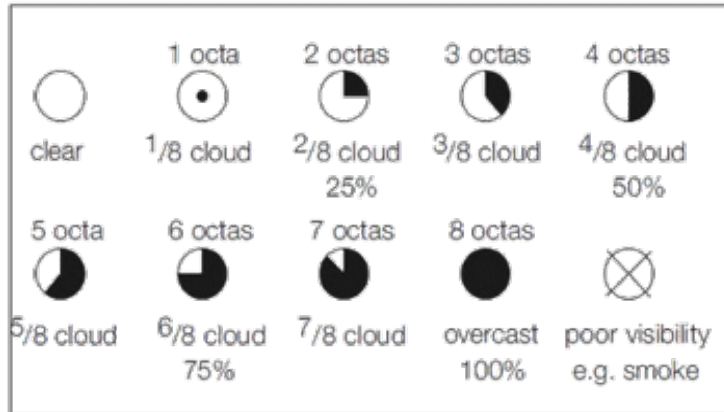 1 octa 2 octas 3 octas 4 octas
clear 1/8 cloud 2/8 cloud 3/8 cloud 4/8 cloud
25% 50%
5 octa 6 octas 7 octas 8 octas
5/8 cloud 6/8 cloud 7/8 cloud overcast poor visibility
75% 100% e.g. smoke